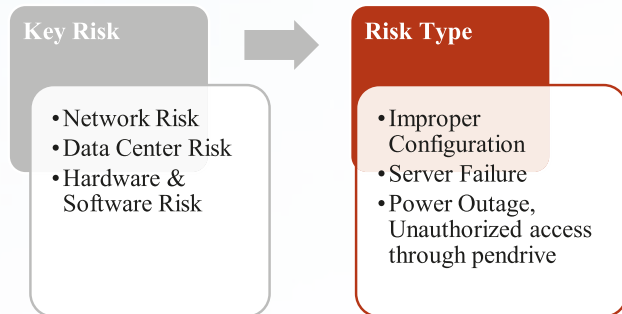 Key Risk
• Network Risk
• Data Center Risk
• Hardware &
Software Risk
Risk Type
• Improper
Configuration
• Server Failure
• Power Outage,
Unauthorized access
through pendrive